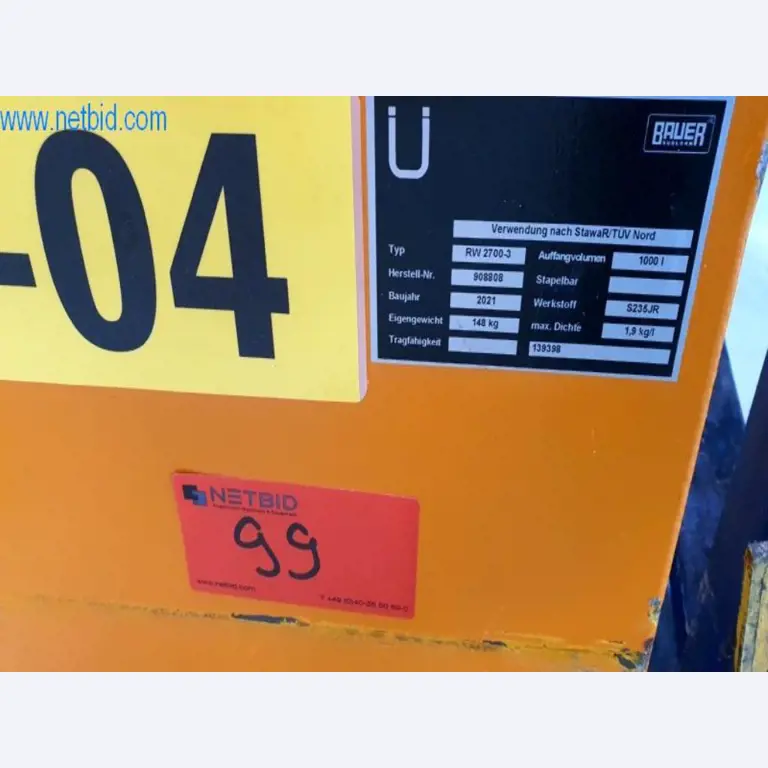 www.netbid.com
-04
Ü
BAUER
SÜDLOHN
Verwendung nach StawaR/TÜV Nord
Typ RW 2700-3 Auffangvolumen 1000 l
Herstell-Nr. 908808 Stapelbar
Baujahr 2021 Werkstoff S235JR
Eigengewicht 148 kg max. Dichte 1,9 kg/l
Tragfähigkeit 139398
NETBID
99
www.netbid.com